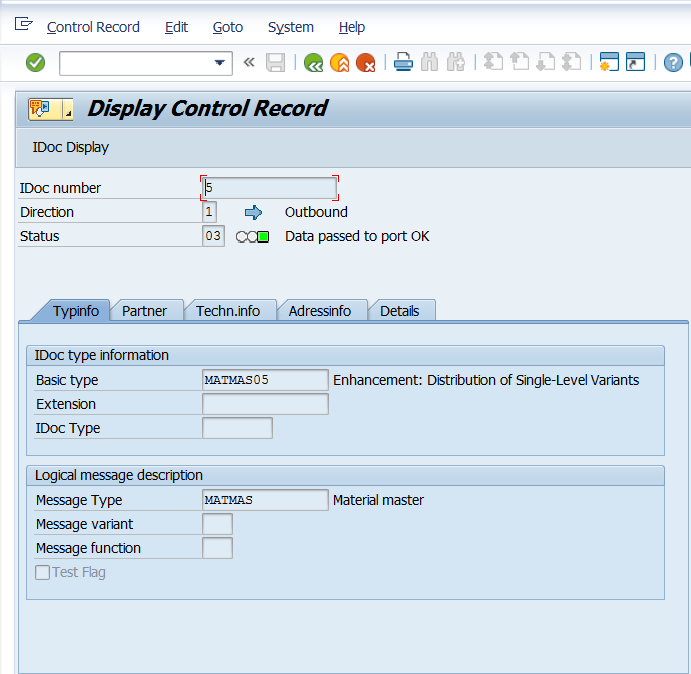 Control Record Edit Goto System Help
Display Control Record
IDoc Display
IDoc number 5
Direction 1 Outbound
Status 03 Data passed to port OK
Typinfo Partner Techn.info Adressinfo Details
IDoc type information
Basic type MATMAS05 Enhancement: Distribution of Single-Level Variants
Extension
IDoc Type
Logical message description
Message Type MATMAS Material master
Message variant
Message function
Test Flag